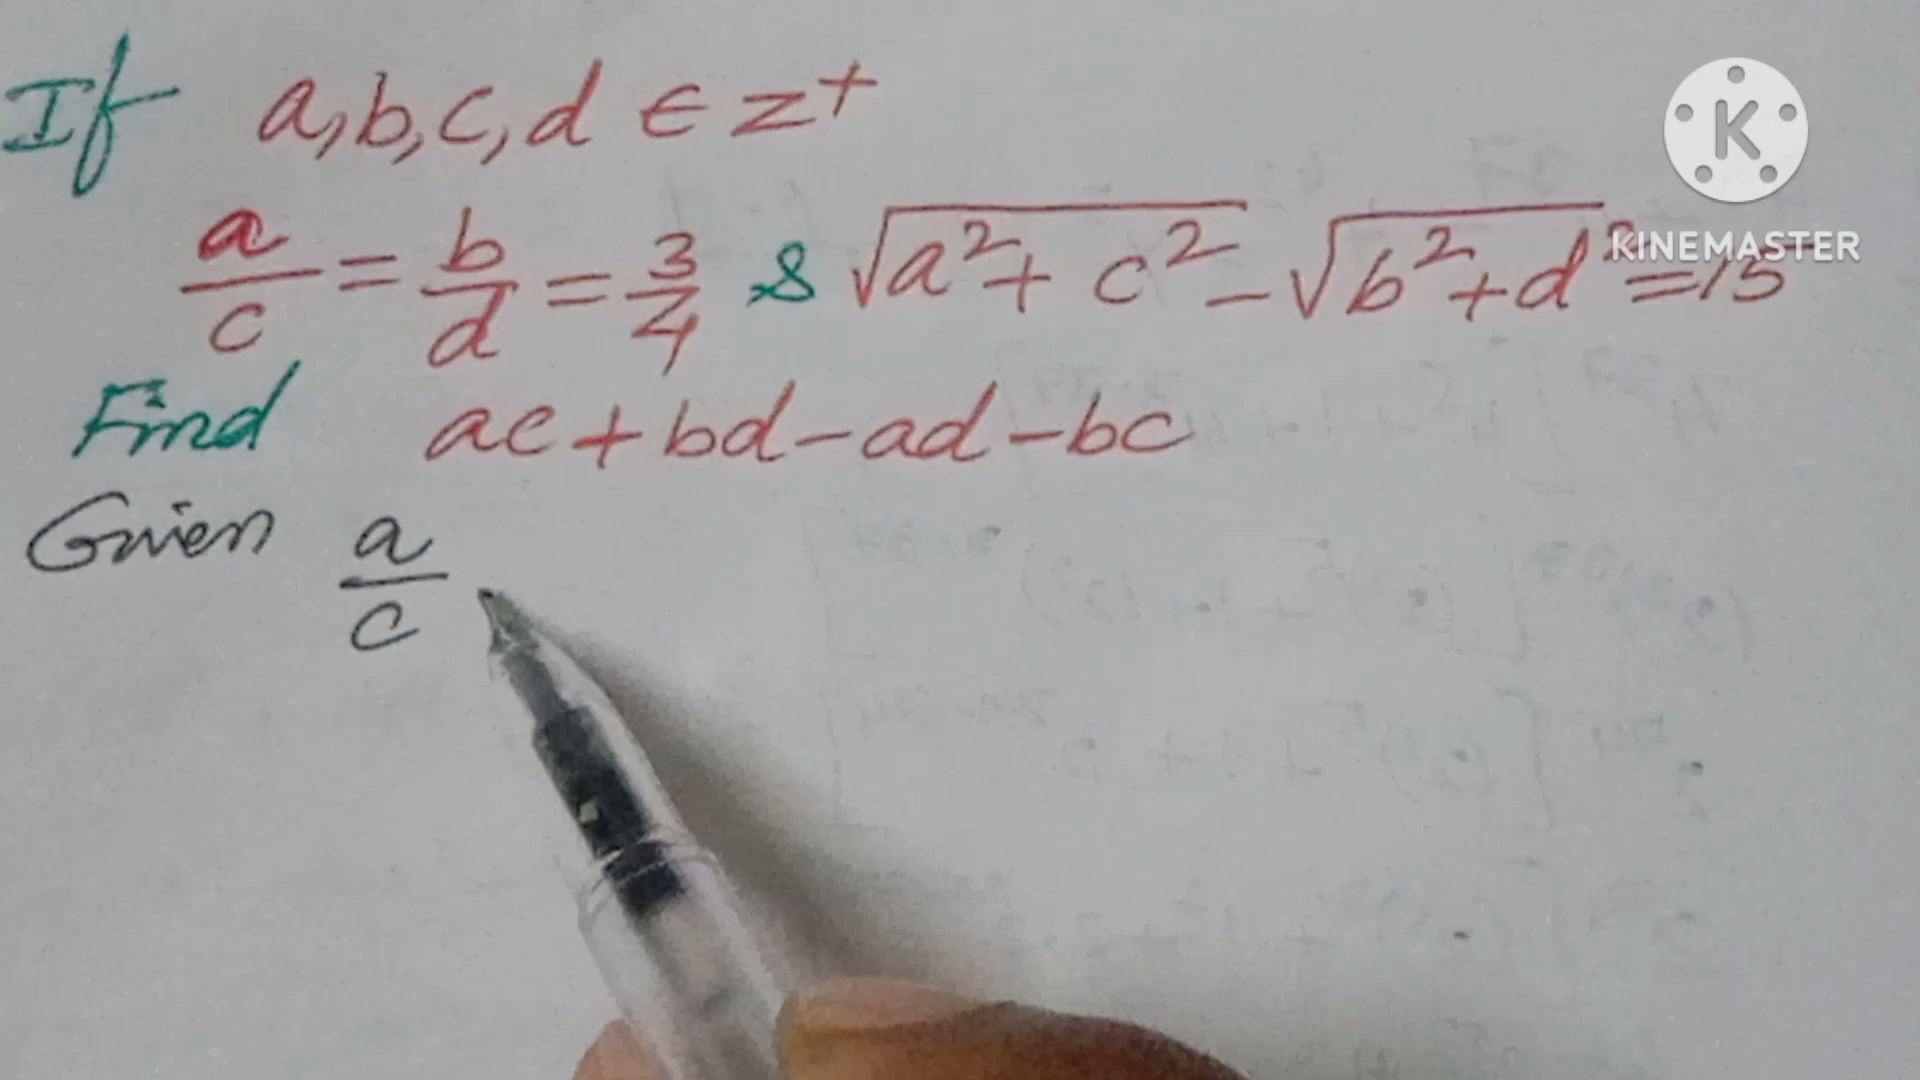 If a,b,c,d ∈ z⁺
a/c = b/d = 3/4 & √(a²+c²) - √(b²+d²) = 15
Find ac+bd-ad-bc
Given a/c
K
KINEMASTER